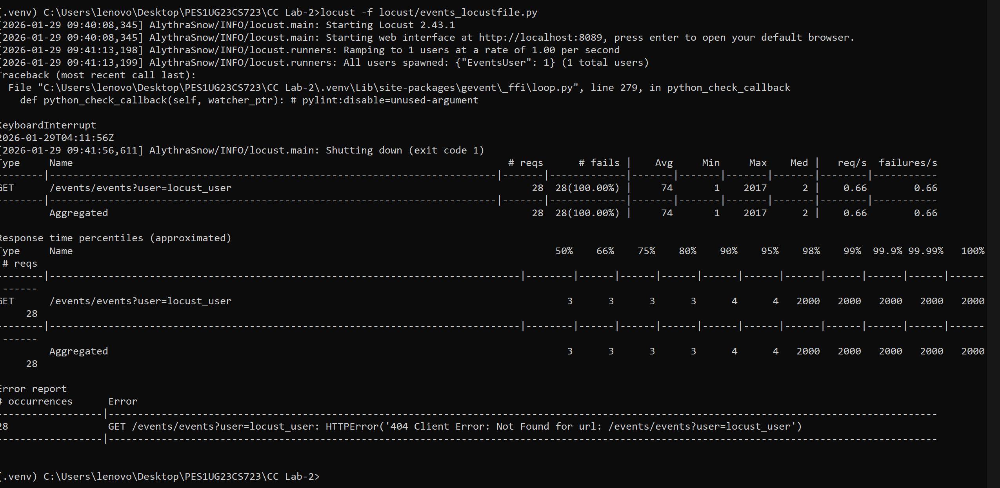 (.venv) C:\Users\lenovo\Desktop\PES1UG23CS723\CC Lab-2>locust -f locust/events_locustfile.py
[2026-01-29 09:40:08,345] AlythraSnow/INFO/locust.main: Starting Locust 2.43.1
[2026-01-29 09:40:08,345] AlythraSnow/INFO/locust.main: Starting web interface at http://localhost:8089, press enter to open your default browser.
[2026-01-29 09:41:13,198] AlythraSnow/INFO/locust.runners: Ramping to 1 users at a rate of 1.00 per second
[2026-01-29 09:41:13,199] AlythraSnow/INFO/locust.runners: All users spawned: {"EventsUser": 1} (1 total users)
Traceback (most recent call last):
  File "C:\Users\lenovo\Desktop\PES1UG23CS723\CC Lab-2\.venv\Lib\site-packages\gevent\_ffi\loop.py", line 279, in python_check_callback
    def python_check_callback(self, watcher_ptr): # pylint:disable=unused-argument
KeyboardInterrupt
2026-01-29T04:11:56Z
[2026-01-29 09:41:56,611] AlythraSnow/INFO/locust.main: Shutting down (exit code 1)
Type     Name     # reqs     # fails |     Avg     Min     Max     Med |     req/s  failures/s
--------|----------------------------------------------------------------------------|-------|-------------|-------|-------|-------|-------|--------|-----------
GET     /events/events?user=locust_user     28  28(100.00%) |     74     1     2017     2 |     0.66     0.66
--------|----------------------------------------------------------------------------|-------|-------------|-------|-------|-------|-------|--------|-----------
Aggregated     28  28(100.00%) |     74     1     2017     2 |     0.66     0.66
Response time percentiles (approximated)
Type     Name     50%    66%    75%    80%    90%    95%    98%    99%  99.9% 99.99%   100%
# reqs
--------|--------------------------------------------------------------------------------|--------|------|------|------|------|------|------|------|------|------|------
------
GET     /events/events?user=locust_user     3      3      3      3      4      4   2000   2000   2000   2000   2000
28
--------|--------------------------------------------------------------------------------|--------|------|------|------|------|------|------|------|------|------|------
------
Aggregated     3      3      3      3      4      4   2000   2000   2000   2000   2000
28
Error report
# occurrences      Error
------------------|---------------------------------------------------------------------------------------------------------------------------------------------
28                 GET /events/events?user=locust_user: HTTPError('404 Client Error: Not Found for url: /events/events?user=locust_user')
------------------|---------------------------------------------------------------------------------------------------------------------------------------------
(.venv) C:\Users\lenovo\Desktop\PES1UG23CS723\CC Lab-2>